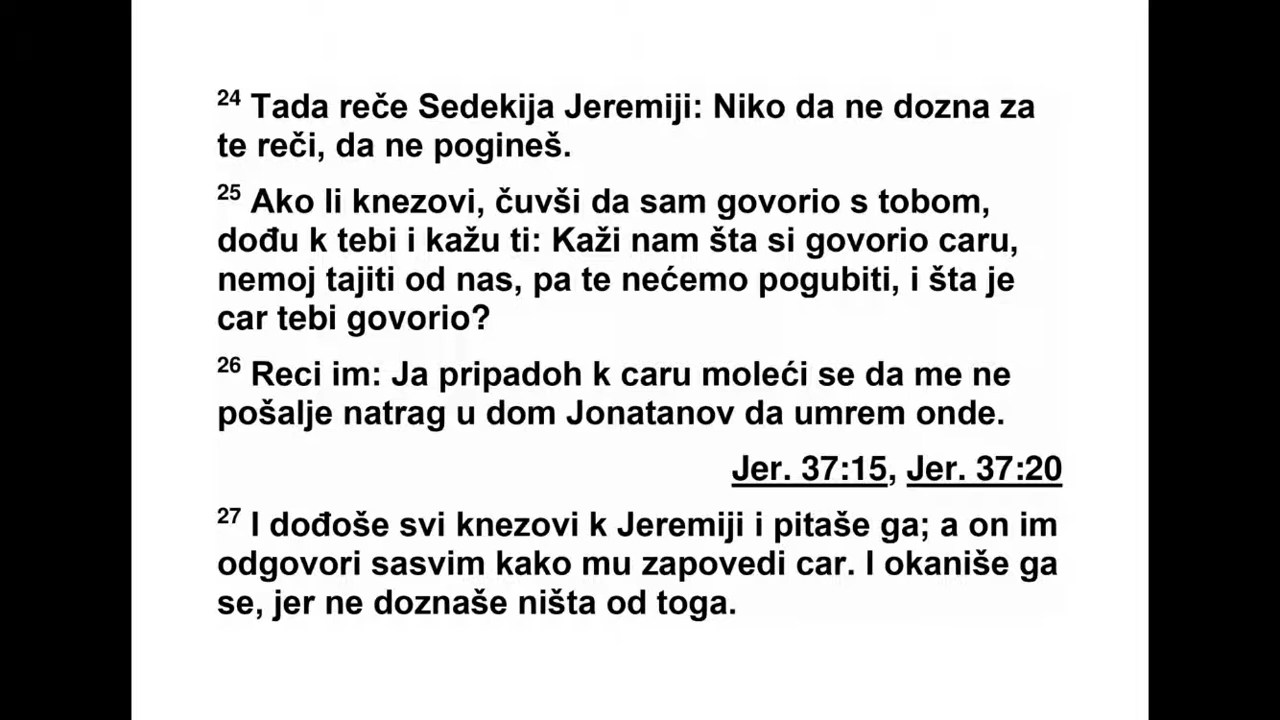 24 Tada reče Sedekija Jeremiji: Niko da ne dozna za
te reči, da ne pogineš.
25 Ako li knezovi, čuvši da sam govorio s tobom,
dođu k tebi i kažu ti: Kaži nam šta si govorio caru,
nemoj tajiti od nas, pa te nećemo pogubiti, i šta je
car tebi govorio?
26 Reci im: Ja pripadoh k caru moleći se da me ne
pošalje natrag u dom Jonatanov da umrem onde.
Jer. 37:15, Jer. 37:20
27 I dođoše svi knezovi k Jeremiji i pitaše ga; a on im
odgovori sasvim kako mu zapovedi car. I okaniše ga
se, jer ne doznaše ništa od toga.